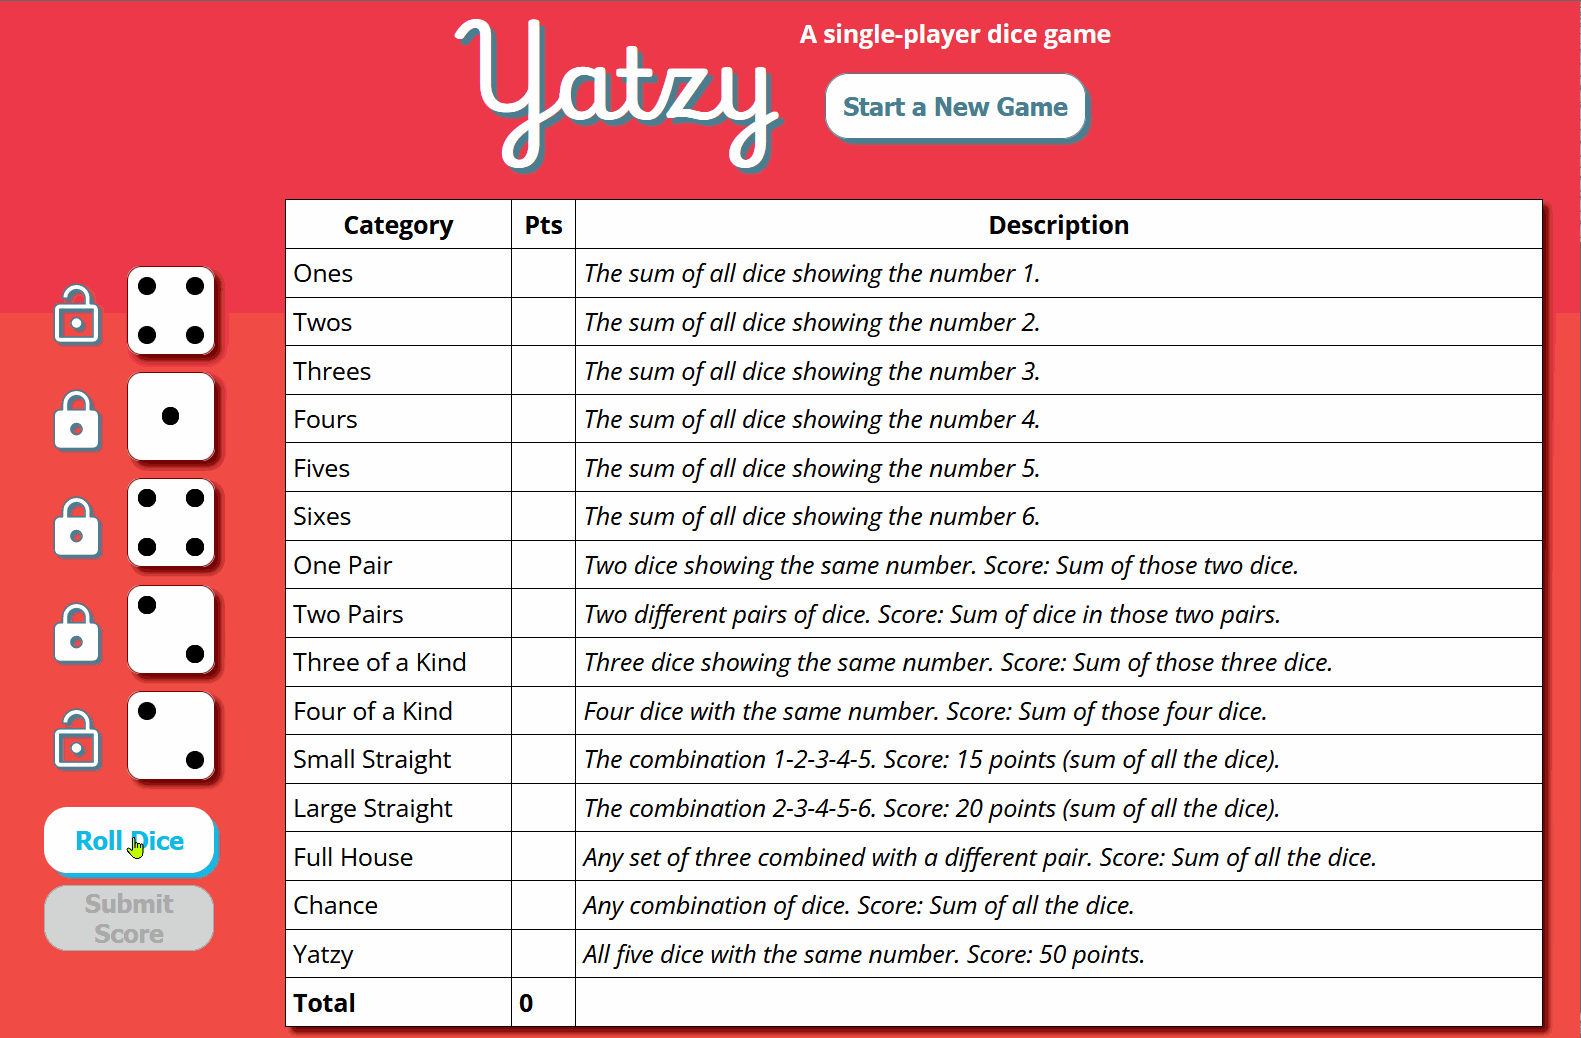 Yatzy
A single-player dice game
Start a New Game
Category Pts Description
Ones The sum of all dice showing the number 1.
Twos The sum of all dice showing the number 2.
Threes The sum of all dice showing the number 3.
Fours The sum of all dice showing the number 4.
Fives The sum of all dice showing the number 5.
Sixes The sum of all dice showing the number 6.
One Pair Two dice showing the same number. Score: Sum of those two dice.
Two Pairs Two different pairs of dice. Score: Sum of dice in those two pairs.
Three of a Kind Three dice showing the same number. Score: Sum of those three dice.
Four of a Kind Four dice with the same number. Score: Sum of those four dice.
Small Straight The combination 1-2-3-4-5. Score: 15 points (sum of all the dice).
Large Straight The combination 2-3-4-5-6. Score: 20 points (sum of all the dice).
Full House Any set of three combined with a different pair. Score: Sum of all the dice.
Chance Any combination of dice. Score: Sum of all the dice.
Yatzy All five dice with the same number. Score: 50 points.
Total 0
Roll Dice
Submit
Score